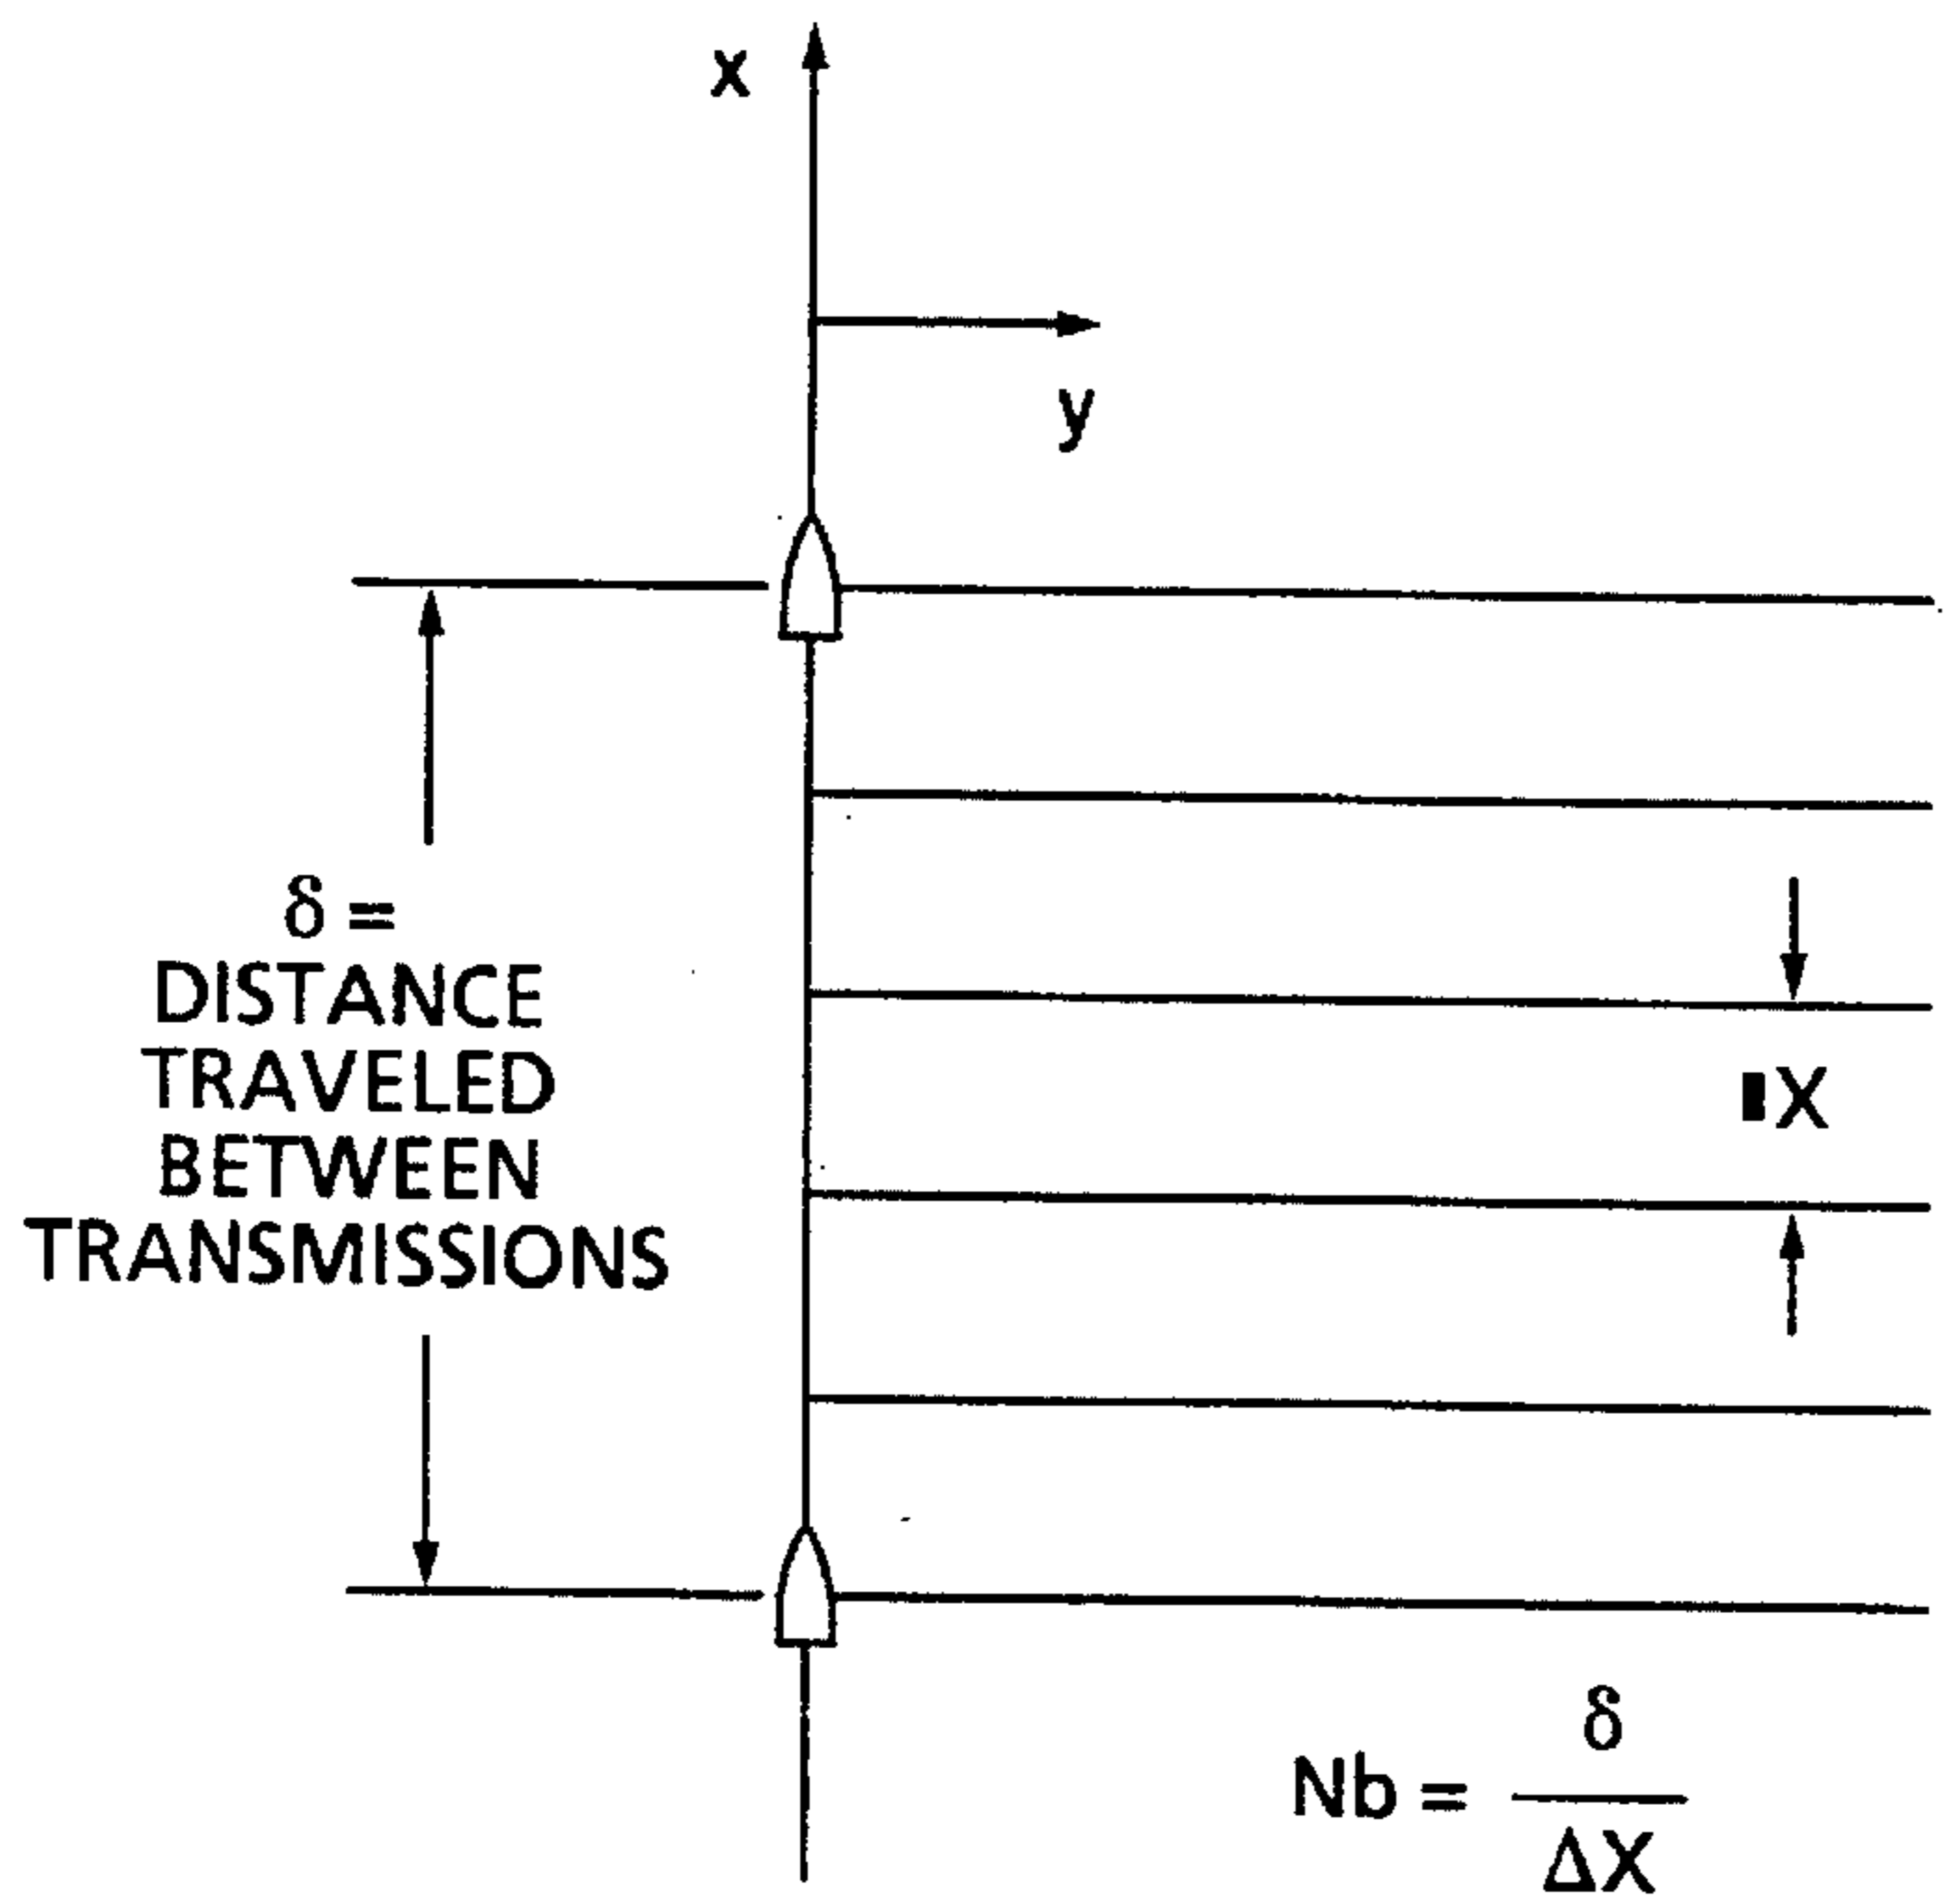 x
y
δ =
DISTANCE
TRAVELED
BETWEEN
TRANSMISSIONS
▮X
Nb = δ / ΔX